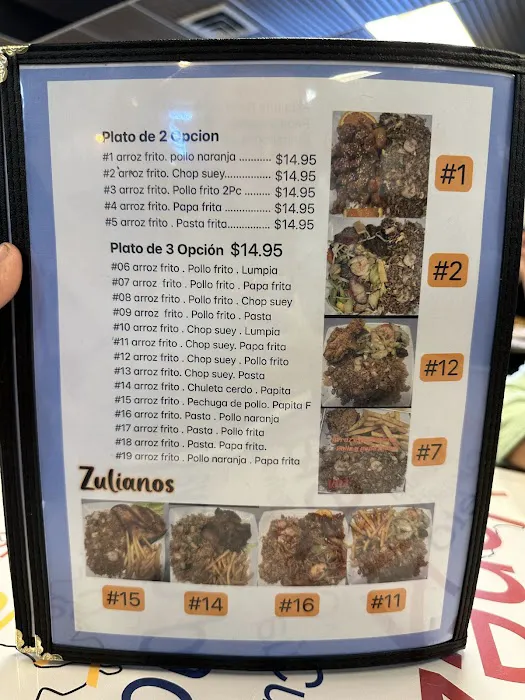 Plato de 2 Opcion
#1 arroz frito. pollo naranja ........... $14.95
#2 arroz frito. Chop suey............. $14.95
#3 arroz frito. Pollo frito 2Pc ........ $14.95
#4 arroz frito. Papa frita .............. $14.95
#5 arroz frito . Pasta frita............. $14.95
Plato de 3 Opción $14.95
#06 arroz frito . Pollo frito . Lumpia
#07 arroz frito . Pollo frito . Papa frita
#08 arroz frito . Pollo frito . Chop suey
#09 arroz frito . Pollo frito . Pasta
#10 arroz frito . Chop suey . Lumpia
#11 arroz frito . Chop suey. Papa frita
#12 arroz frito . Chop suey . Pollo frito
#13 arroz frito. Chop suey. Pasta
#14 arroz frito . Chuleta cerdo . Papita
#15 arroz frito . Pechuga de pollo. Papita F
#16 arroz frito. Pasta . Pollo naranja
#17 arroz frito . Pasta . Pollo frita
#18 arroz frito . Pasta. Papa frita.
#19 arroz frito . Pollo naranja . Papa frita
#1
#2
#12
#7
Zulianos
#15
#14
#16
#11